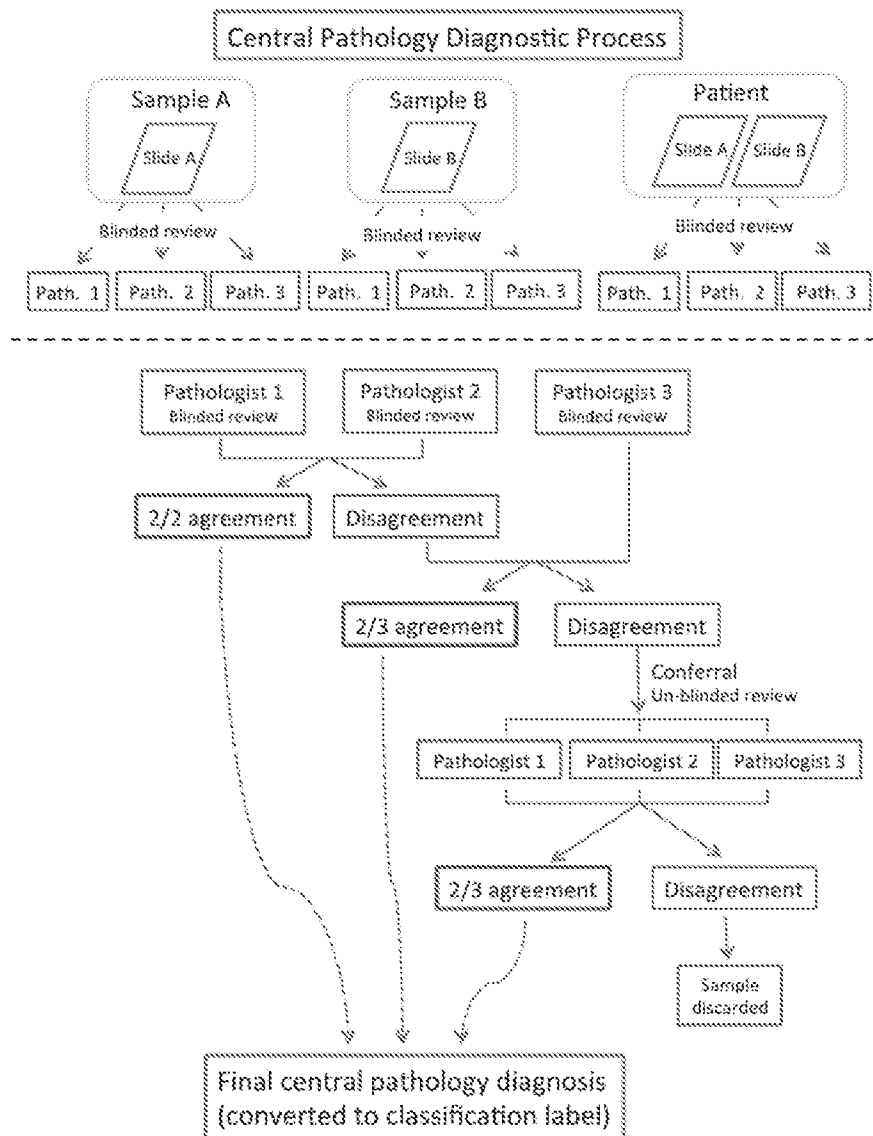 Central Pathology Diagnostic Process
Sample A
Slide A
Blinded review
Path. 1
Path. 2
Path. 3
Sample B
Slide B
Blinded review
Path. 1
Path. 2
Path. 3
Patient
Slide A
Slide B
Blinded review
Path. 1
Path. 2
Path. 3
Pathologist 1
Blinded review
Pathologist 2
Blinded review
Pathologist 3
Blinded review
2/2 agreement
Disagreement
2/3 agreement
Disagreement
Conferral
Un-blinded review
Pathologist 1
Pathologist 2
Pathologist 3
2/3 agreement
Disagreement
Sample
discarded
Final central pathology diagnosis
(converted to classification label)